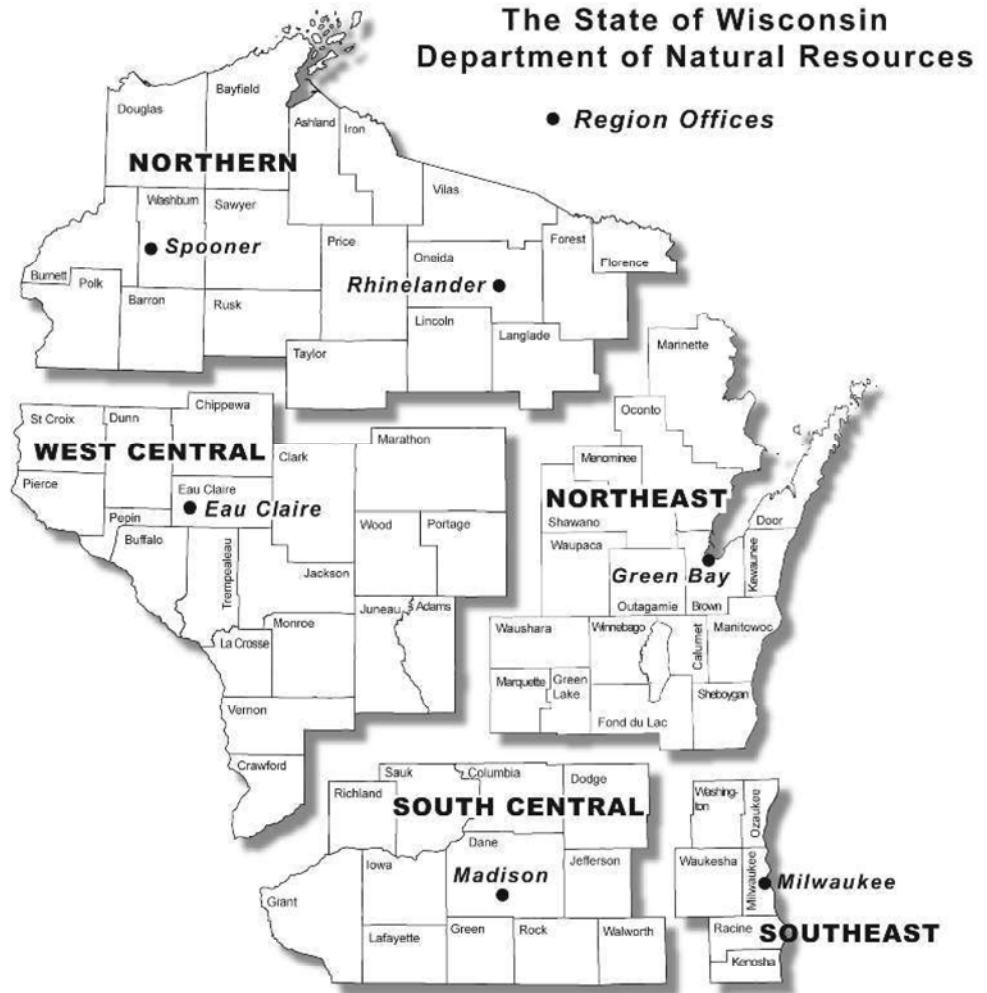 The State of Wisconsin
Department of Natural Resources
Region Offices
Bayfield
Douglas
Ashland
Iron
NORTHERN
Vilas
Washburn
Sawyer
Price
Forest
Spooner
Oneida
Florence
Burnett
Polk
Rhinelander
Barron
Rusk
Lincoln
Langlade
Taylor
Marinette
Chippewa
St Croix
Dunn
Oconto
WEST CENTRAL
Clark
Marathon
Menominee
Pierce
Eau Claire
Eau Claire
NORTHEAST
Pepin
Wood
Portage
Shawano
Door
Buffalo
Waupaca
Trempealeau
Jackson
Green Bay
Kewaunee
Juneau
Adams
Outagamie
Brown
Monroe
La Crosse
Waushara
Winnebago
Calumet
Manitowoc
Marquette
Green
Lake
Sheboygan
Vernon
Fond du Lac
Crawford
Sauk
Columbia
Dodge
Richland
SOUTH CENTRAL
Washing-
ton
Ozaukee
Dane
Iowa
Jefferson
Waukesha
Milwaukee
Madison
Milwaukee
Grant
Lafayette
Green
Rock
Walworth
Racine
SOUTHEAST
Kenosha